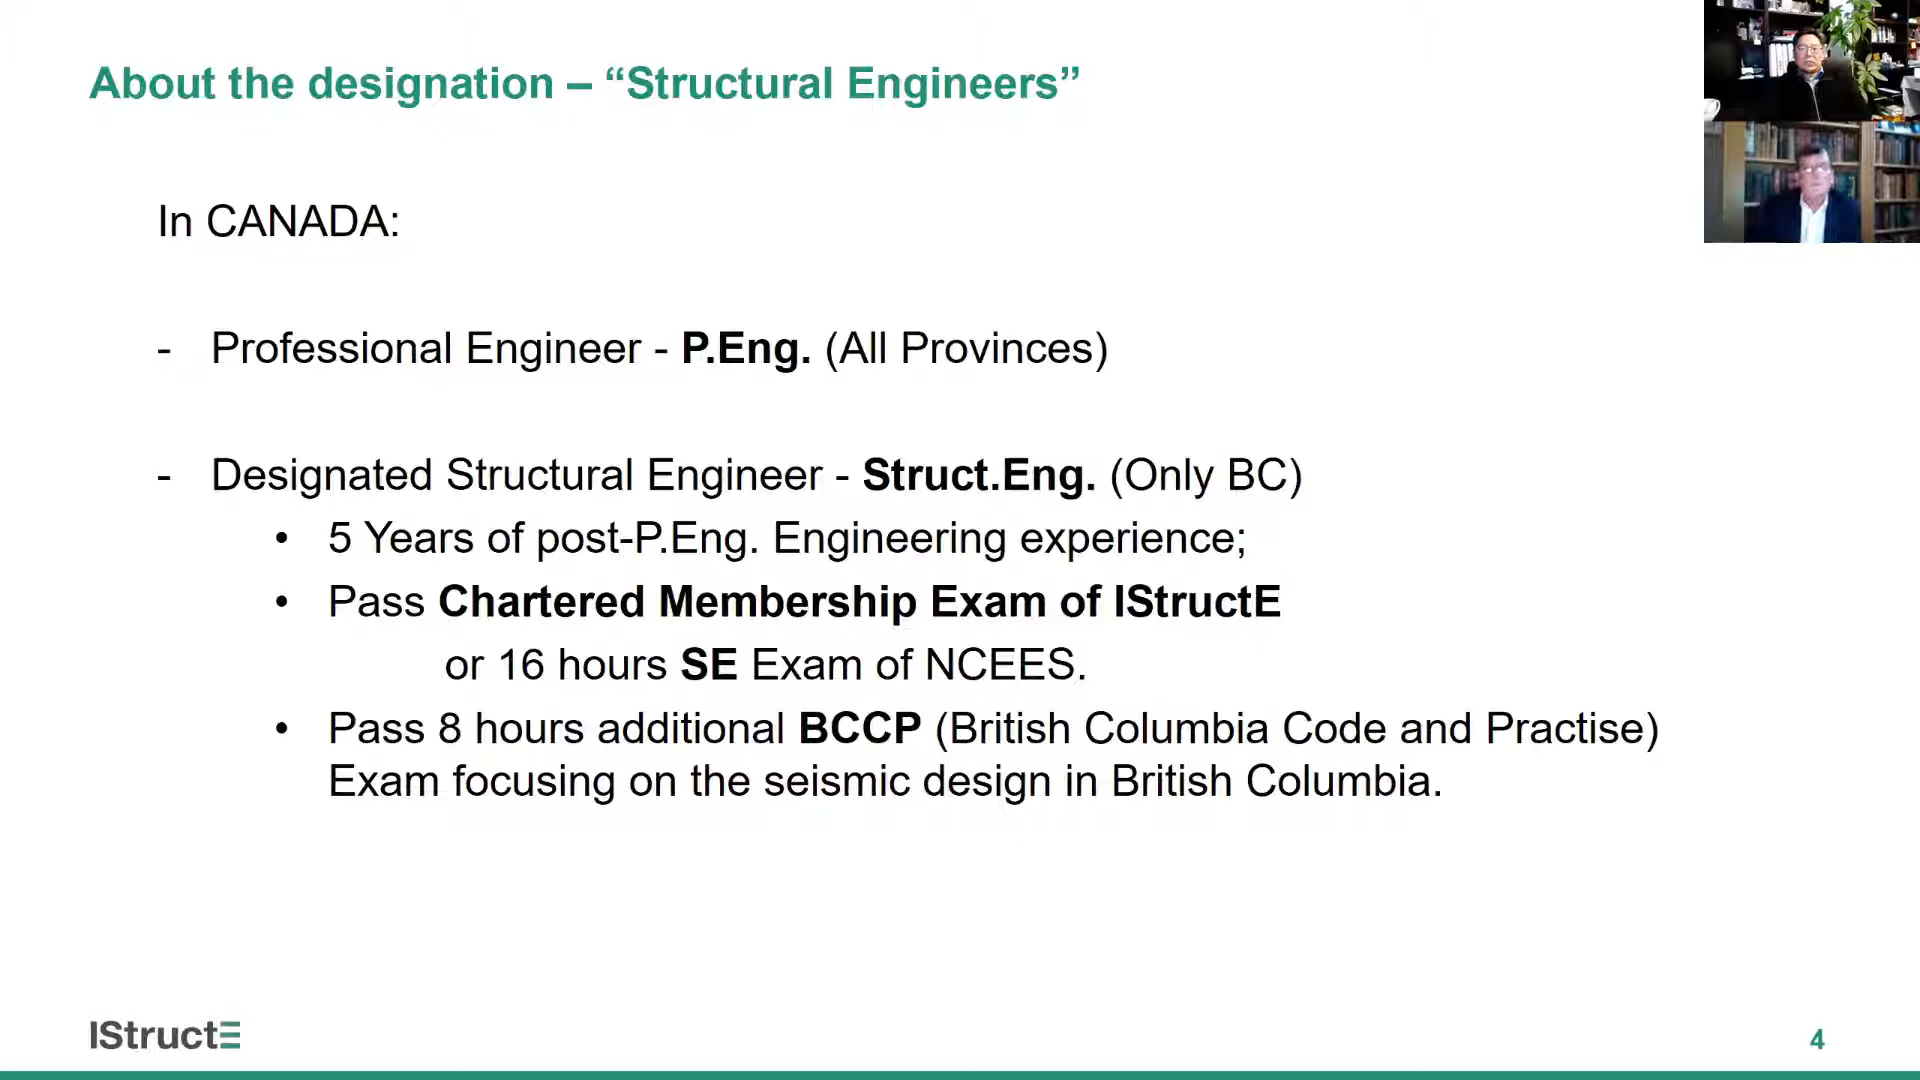 About the designation – “Structural Engineers”
In CANADA:
- Professional Engineer - P.Eng. (All Provinces)
- Designated Structural Engineer - Struct.Eng. (Only BC)
• 5 Years of post-P.Eng. Engineering experience;
• Pass Chartered Membership Exam of IStructE
or 16 hours SE Exam of NCEES.
• Pass 8 hours additional BCCP (British Columbia Code and Practise)
Exam focusing on the seismic design in British Columbia.
IStructE
4